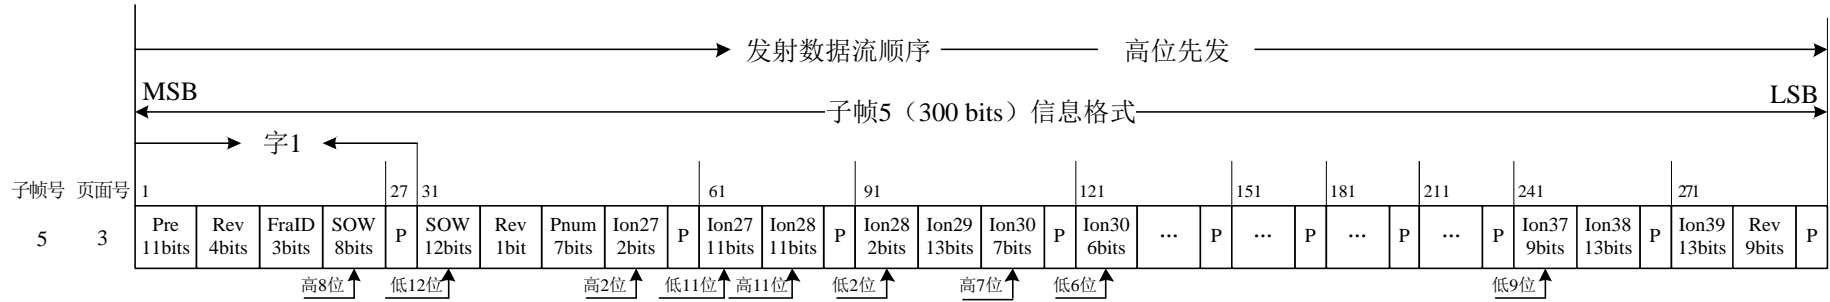 发射数据流顺序 高位先发
MSB LSB
子帧5（300 bits）信息格式
字1
子帧号 页面号 1 27 31 61 91 121 151 181 211 241 271
5 3 Pre 11bits Rev 4bits FraID 3bits SOW 8bits P SOW 12bits Rev 1bit Pnum 7bits Ion27 2bits P Ion27 11bits Ion28 11bits P Ion28 2bits Ion29 13bits Ion30 7bits P Ion30 6bits … P … P … P … P Ion37 9bits Ion38 13bits P Ion39 13bits Rev 9bits P
高8位 低12位 高2位 低11位 高11位 低2位 高7位 低6位 低9位